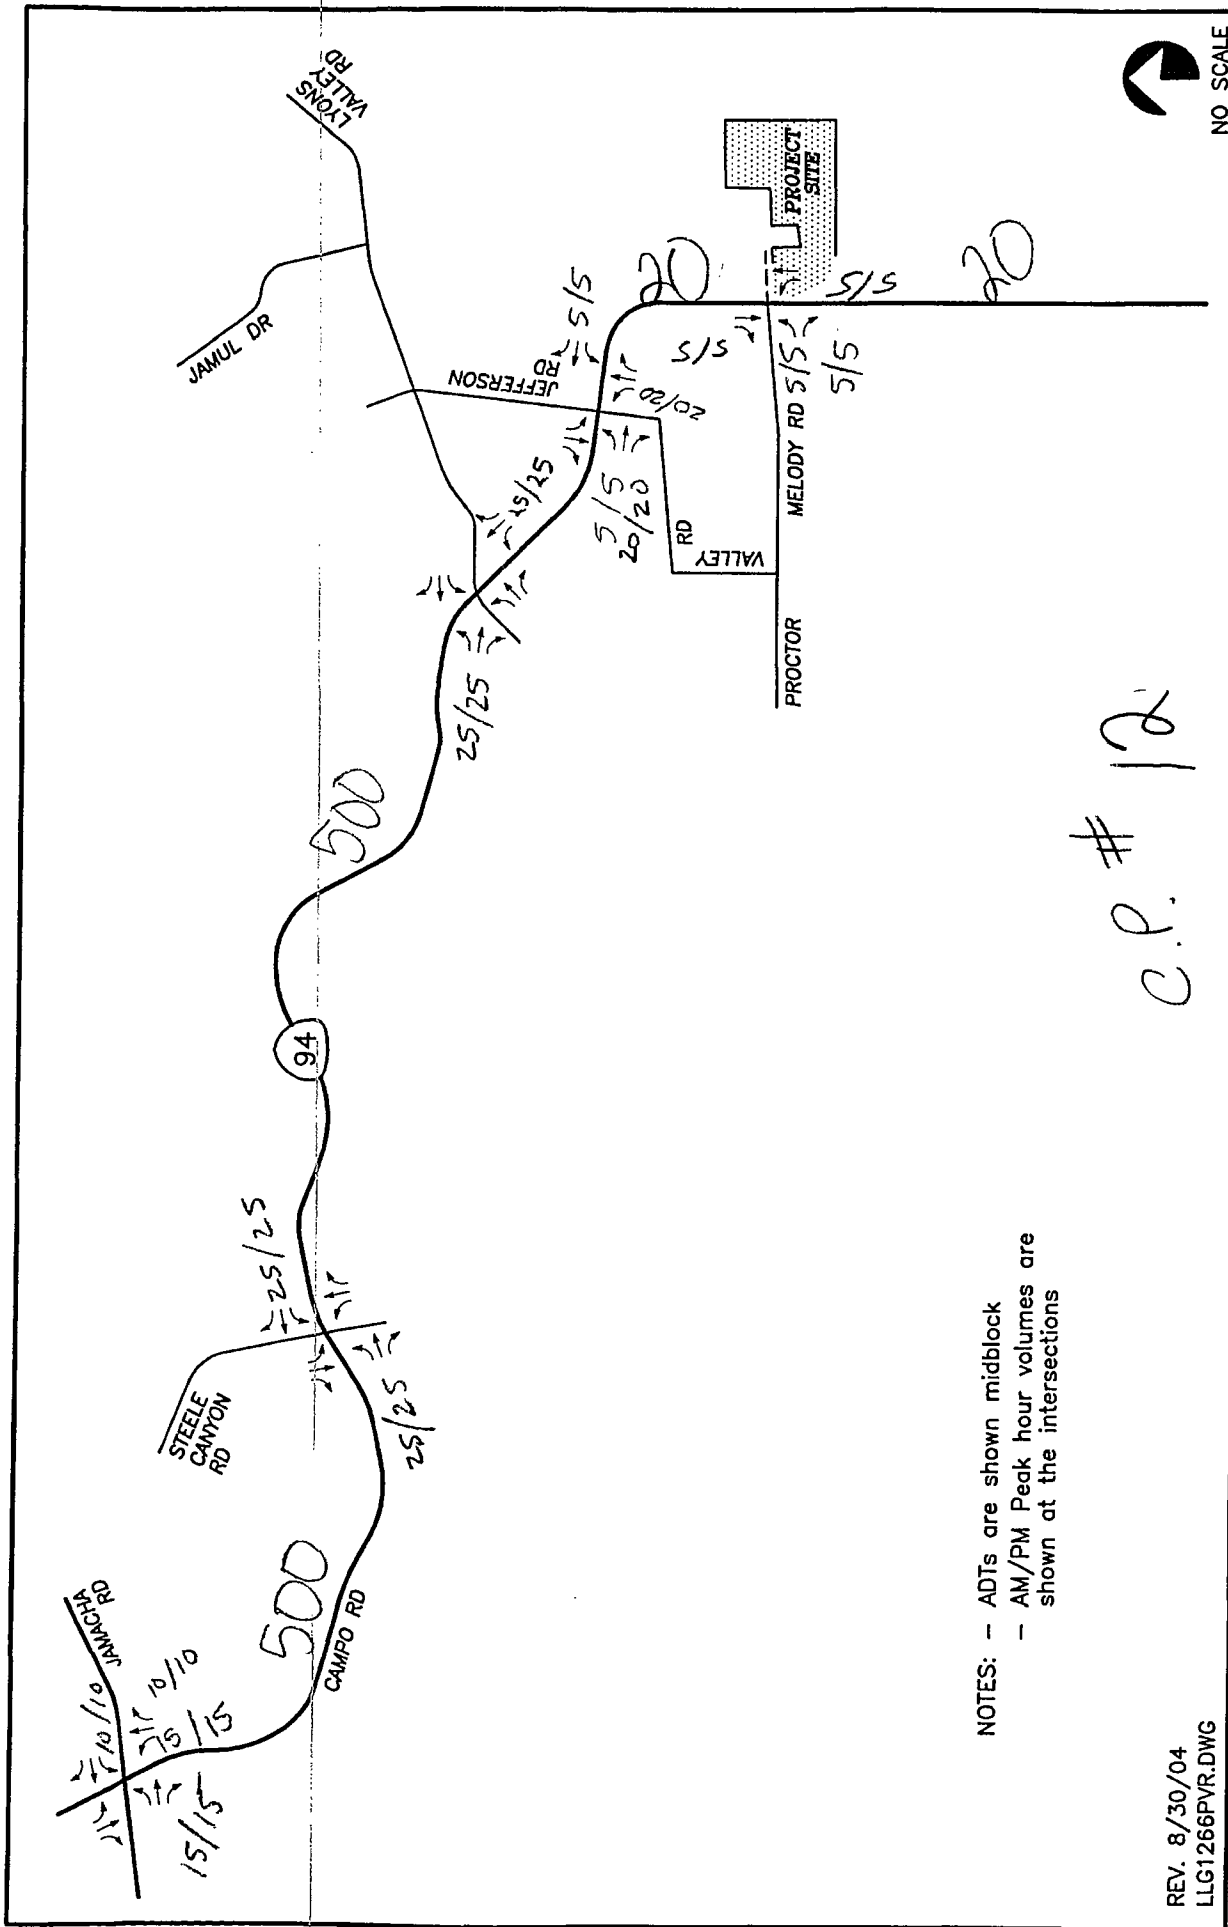 JAMACHA
RD
10/10
10/10
15/15
15/15
500
CAMPO RD
STEELE
CANYON
RD
25/25
25/25
94
500
25/25
25/25
LYONS
VALLEY
RD
JAMUL DR
JEFFERSON
RD
5/5
20/20
5/5
20/20
20
5/5
PROJECT
SITE
5/5
MELODY RD
5/5
5/5
20
VALLEY
RD
PROCTOR
C.P. # 12
NOTES: - ADTs are shown midblock
- AM/PM Peak hour volumes are
shown at the intersections
REV. 8/30/04
LLG1266PVR.DWG
NO SCALE